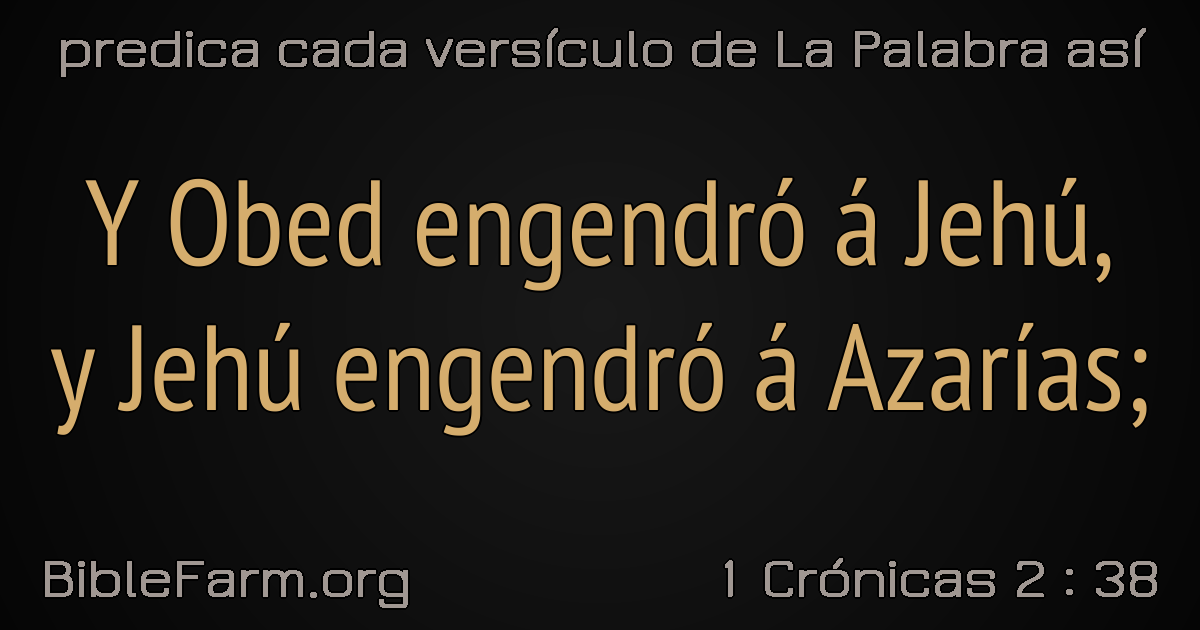 predica cada versículo de La Palabra así
Y Obed engendró á Jehú,
y Jehú engendró á Azarías;
BibleFarm.org
1 Crónicas 2 : 38